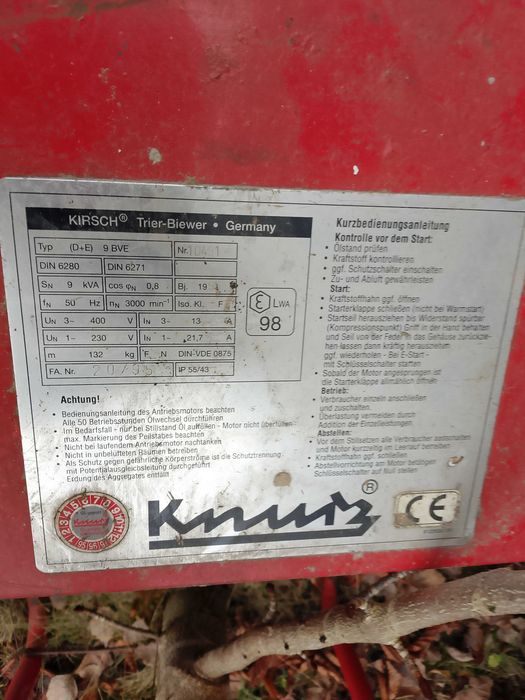 KIRSCH® Trier-Biewer • Germany
Typ (D+E) 9 BVE Nr.
DIN 6280 DIN 6271
SN 9 kVA cos φN 0,8 Bj. 19
fN 50 Hz nN 3000 min⁻¹ Iso. Kl. F
UN 3~ 400 V IN 3~ 13 A
UN 1~ 230 V IN 1~ 21,7 A
m 132 kg F N DIN-VDE 0875
FA. Nr. IP 55/43
E LWA
98
Achtung!
• Bedienungsanleitung des Antriebsmotors beachten
Alle 50 Betriebsstunden Ölwechsel durchführen
• Im Bedarfsfall - nur bei Stillstand Öl auffüllen - Motor nicht überfüllen -
max. Markierung des Peilstabes beachten
• Nicht bei laufendem Antriebsmotor nachtanken
• Nicht in unbelüfteten Räumen betreiben
• Als Schutz gegen gefährliche Körperströme ist die Schutztrennung
mit Potentialausgleichsleitung durchgeführt
Erdung des Aggregates entfällt
Kurzbedienungsanleitung
Kontrolle vor dem Start:
• Ölstand prüfen
• Kraftstoff kontrollieren
• ggf. Schutzschalter einschalten
• Zu- und Abluft gewährleisten
Start:
• Kraftstoffhahn ggf. öffnen
• Starterklappe schließen (nicht bei Warmstart)
• Startseil herausziehen bis Widerstand spürbar
(Kompressionspunkt) Griff in der Hand behalten
und Seil von der Feder in das Gehäuse zurückzie-
hen lassen dann kräftig herausziehen
ggf. wiederholen - Bei E-Start -
mit Schlüsselschalter starten
• Sobald der Motor angesprungen ist
die Starterklappe allmählich öffnen
Betrieb:
• Verbraucher einzeln anschließen
und zuschalten
• Überlastung vermeiden durch
Addition der Einzelleistungen.
Abstellen:
• Vor dem Stillsetzen alle Verbraucher ausschalten
und Motor kurzzeitig im Leerlauf betreiben
• Kraftstoffhahn ggf. schließen
• Abstellvorrichtung am Motor betätigen
Schlüsselschalter auf Null stellen
Knurz®
CE